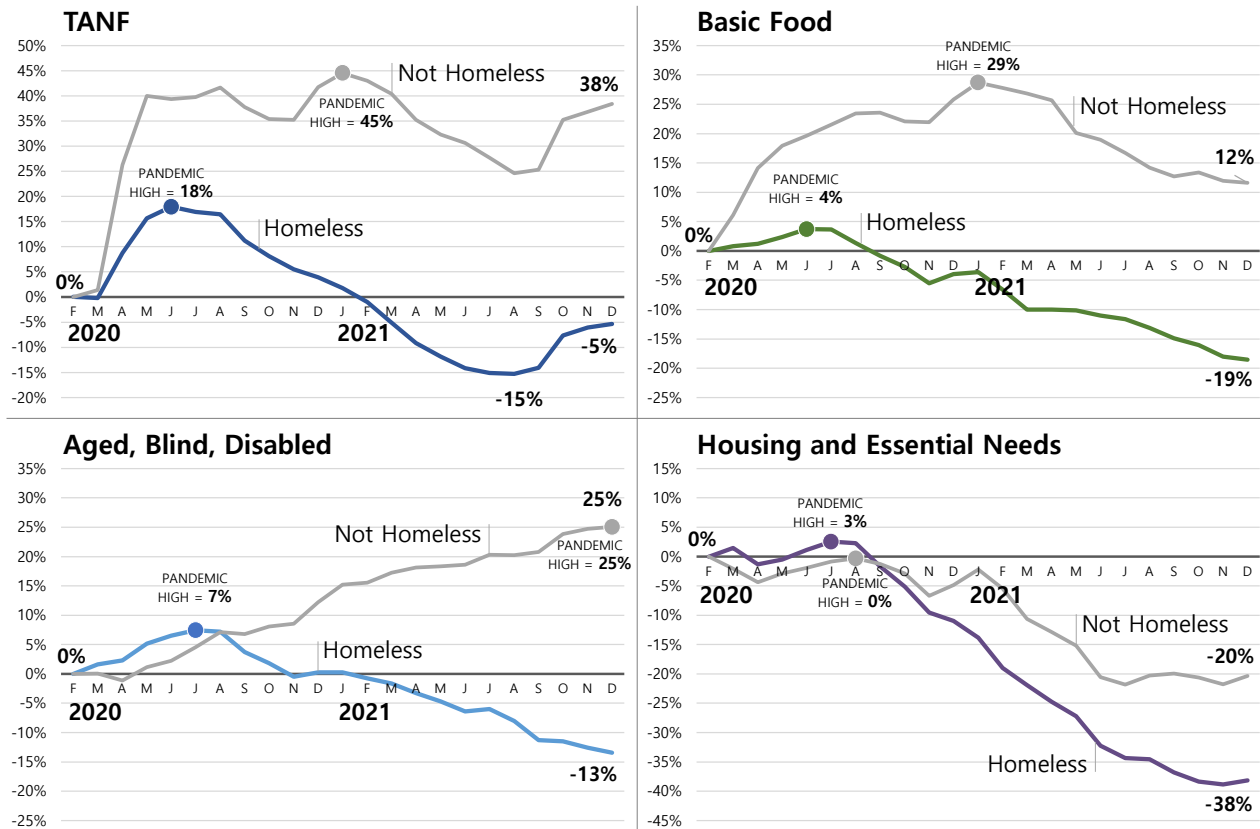 TANF
50%
45%
40%
35%
30%
25%
20%
15%
10%
5%
0%
-5%
-10%
-15%
-20%
Not Homeless
38%
PANDEMIC
HIGH = 45%
PANDEMIC
HIGH = 18%
Homeless
0%
F M A M J J A S O N D J F M A M J J A S O N D
2020 2021
-5%
-15%
Basic Food
35%
30%
25%
20%
15%
10%
5%
0%
-5%
-10%
-15%
-20%
-25%
PANDEMIC
HIGH = 29%
Not Homeless
12%
PANDEMIC
HIGH = 4%
Homeless
0%
F M A M J J A S O N D J F M A M J J A S O N D
2020 2021
-19%
Aged, Blind, Disabled
35%
30%
25%
20%
15%
10%
5%
0%
-5%
-10%
-15%
-20%
-25%
25%
Not Homeless
PANDEMIC
HIGH = 25%
PANDEMIC
HIGH = 7%
Homeless
0%
F M A M J J A S O N D J F M A M J J A S O N D
2020 2021
-13%
Housing and Essential Needs
15%
10%
5%
0%
-5%
-10%
-15%
-20%
-25%
-30%
-35%
-40%
-45%
PANDEMIC
HIGH = 3%
0%
F M A M J J A S O N D J F M A M J J A S O N D
PANDEMIC
HIGH = 0%
2020 2021
Not Homeless
-20%
Homeless
-38%